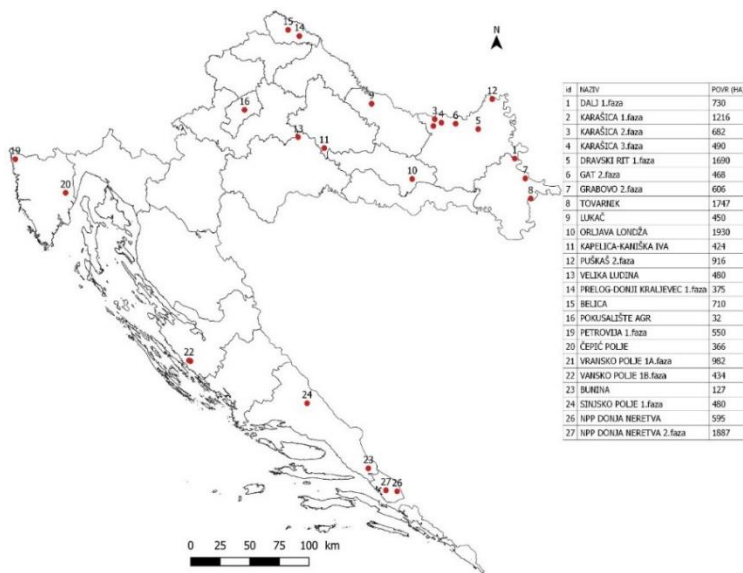 15
14
N
16
9
3
4
6
12
5
13
11
1
19
10
7
20
8
22
24
23
27
26
0 25 50 75 100 km
id NAZIV POVR (HA)
1 DALJ 1.faza 730
2 KARAŠICA 1.faza 1216
3 KARAŠICA 2.faza 682
4 KARAŠICA 3.faza 490
5 DRAVSKI RIT 1.faza 1690
6 GAT 2.faza 468
7 GRABOVO 2.faza 606
8 TOVARNIK 1747
9 LUKAČ 450
10 ORLJAVA LONDŽA 1930
11 KAPELICA-KANIŠKA IVA 424
12 PUŠKAŠ 2.faza 916
13 VELIKA LUDINA 480
14 PRELOG-DONJI KRALJEVEC 1.faza 375
15 BELICA 710
16 POKUSALIŠTE AGR 32
19 PETROVIJA 1.faza 550
20 ČEPIĆ POLJE 366
21 VRANSKO POLJE 1A.faza 982
22 VANSKO POLJE 1B.faza 434
23 BUNINA 127
24 SINJSKO POLJE 1.faza 480
26 NPP DONJA NERETVA 595
27 NPP DONJA NERETVA 2.faza 1887